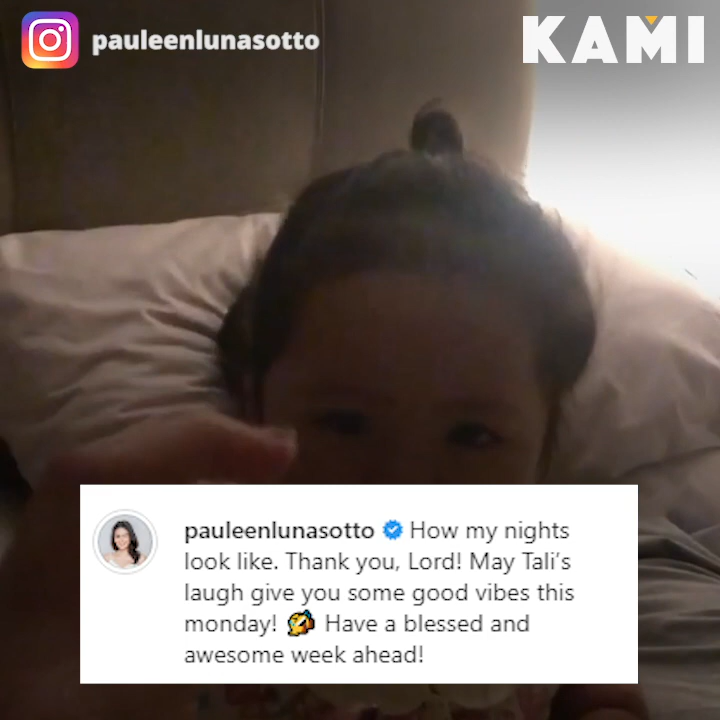 pauleenlunasotto
KAMI
pauleenlunasotto How my nights
look like. Thank you, Lord! May Tali's
laugh give you some good vibes this
monday! 🤣 Have a blessed and
awesome week ahead!